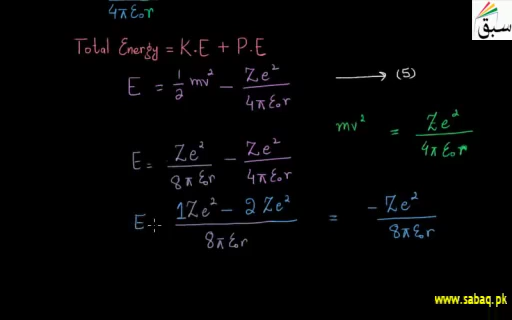 4πε₀r
سبق
Total Energy = K.E + P.E
E = 1/2 mv² − Ze²/4πε₀r → (5)
mv² = Ze²/4πε₀r
E = Ze²/8πε₀r − Ze²/4πε₀r
E = 1Ze² − 2Ze²/8πε₀r = −Ze²/8πε₀r
www.sabaq.pk